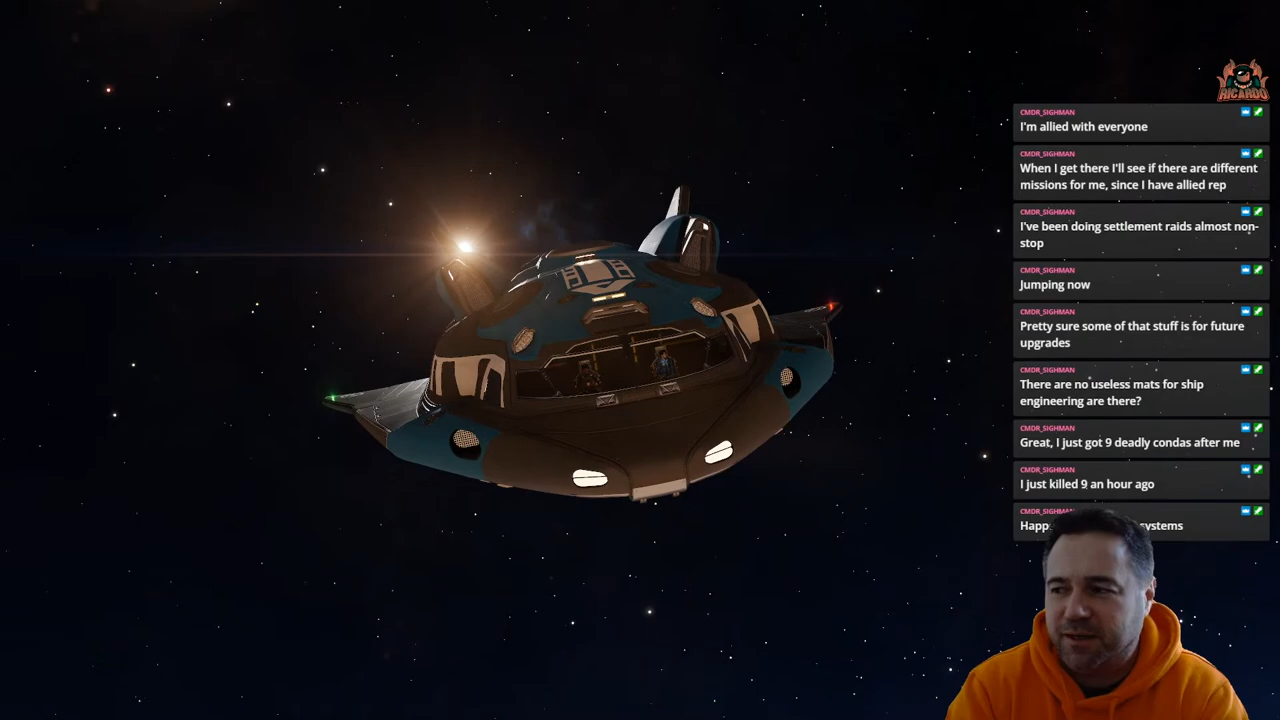 RICARDO
CMDR_SIGHMAN
I'm allied with everyone
CMDR_SIGHMAN
When I get there I'll see if there are different
missions for me, since I have allied rep
CMDR_SIGHMAN
I've been doing settlement raids almost non-
stop
CMDR_SIGHMAN
Jumping now
CMDR_SIGHMAN
Pretty sure some of that stuff is for future
upgrades
CMDR_SIGHMAN
There are no useless mats for ship
engineering are there?
CMDR_SIGHMAN
Great, I just got 9 deadly condas after me
CMDR_SIGHMAN
I just killed 9 an hour ago
systems